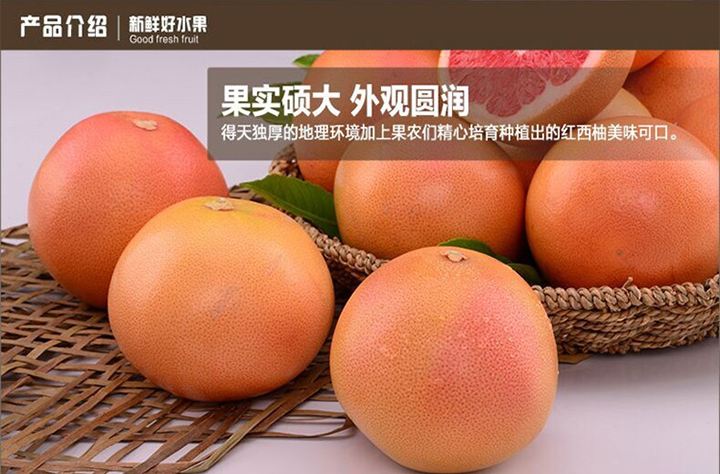 产品介绍
新鲜好水果
Good fresh fruit
果实硕大 外观圆润
得天独厚的地理环境加上果农们精心培育种植出的红西柚美味可口。